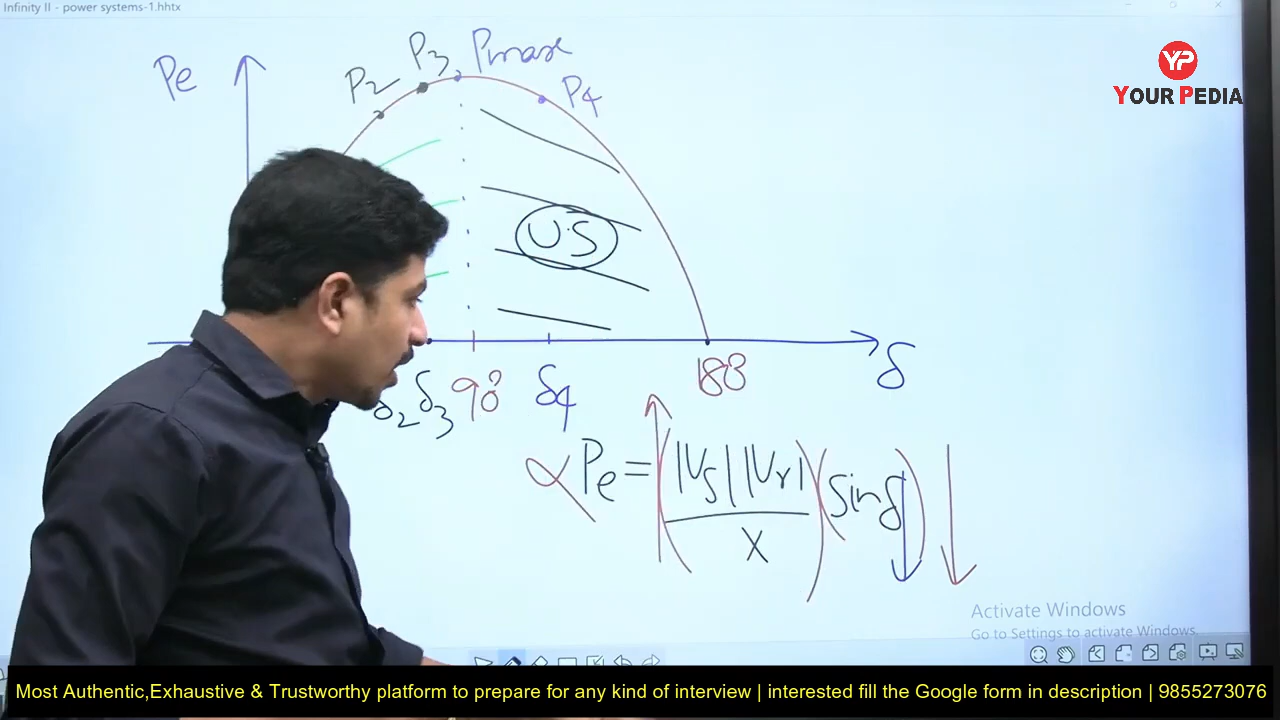 Infinity II - power systems-1.hhtx
YP
YOUR PEDIA
Pe
P2
P3
Pmax
P4
U.S
δ2 δ3 90° δ4 180
δ
∝ Pe = (|Vs| |Vr| / X) (sin δ)
Activate Windows
Go to Settings to activate Windows.
Most Authentic,Exhaustive & Trustworthy platform to prepare for any kind of interview | interested fill the Google form in description | 9855273076